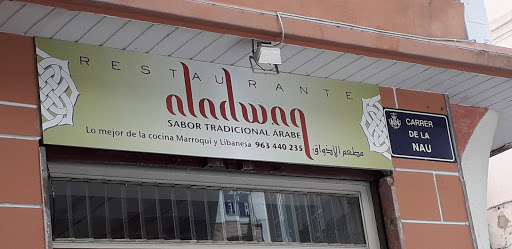 RESTAURANTE
aladwaq
SABOR TRADICIONAL ÁRABE
Lo mejor de la cocina Marroquí y Libanesa 963 440 235
مطعم الاذواق
CARRER
DE LA
NAU